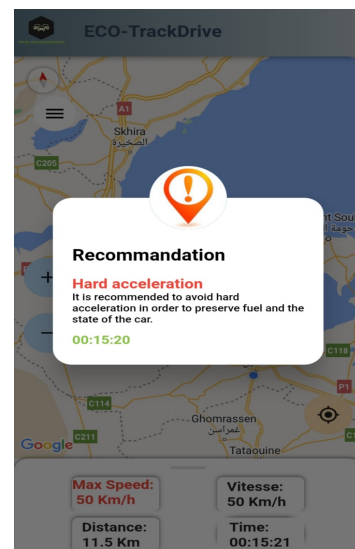 ECO-TrackDrive
A1
Skhira
الصخيرة
C205
Recommandation
Hard acceleration
It is recommended to avoid hard
acceleration in order to preserve fuel and the
state of the car.
00:15:20
+
C118
P1
C114
Ghomrassen
غمراسن
Google
C211
Tataouine
Max Speed:
50 Km/h
Vitesse:
50 Km/h
Distance:
11.5 Km
Time:
00:15:21